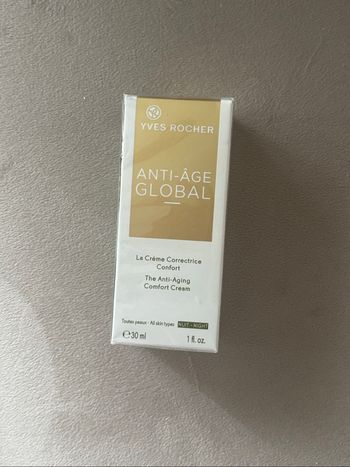 YVES ROCHER
ANTI-ÂGE
GLOBAL
La Crème Correctrice
Confort
The Anti-Aging
Comfort Cream
Toutes peaux - All skin types NUIT - NIGHT
℮30 ml 1 fl. oz.